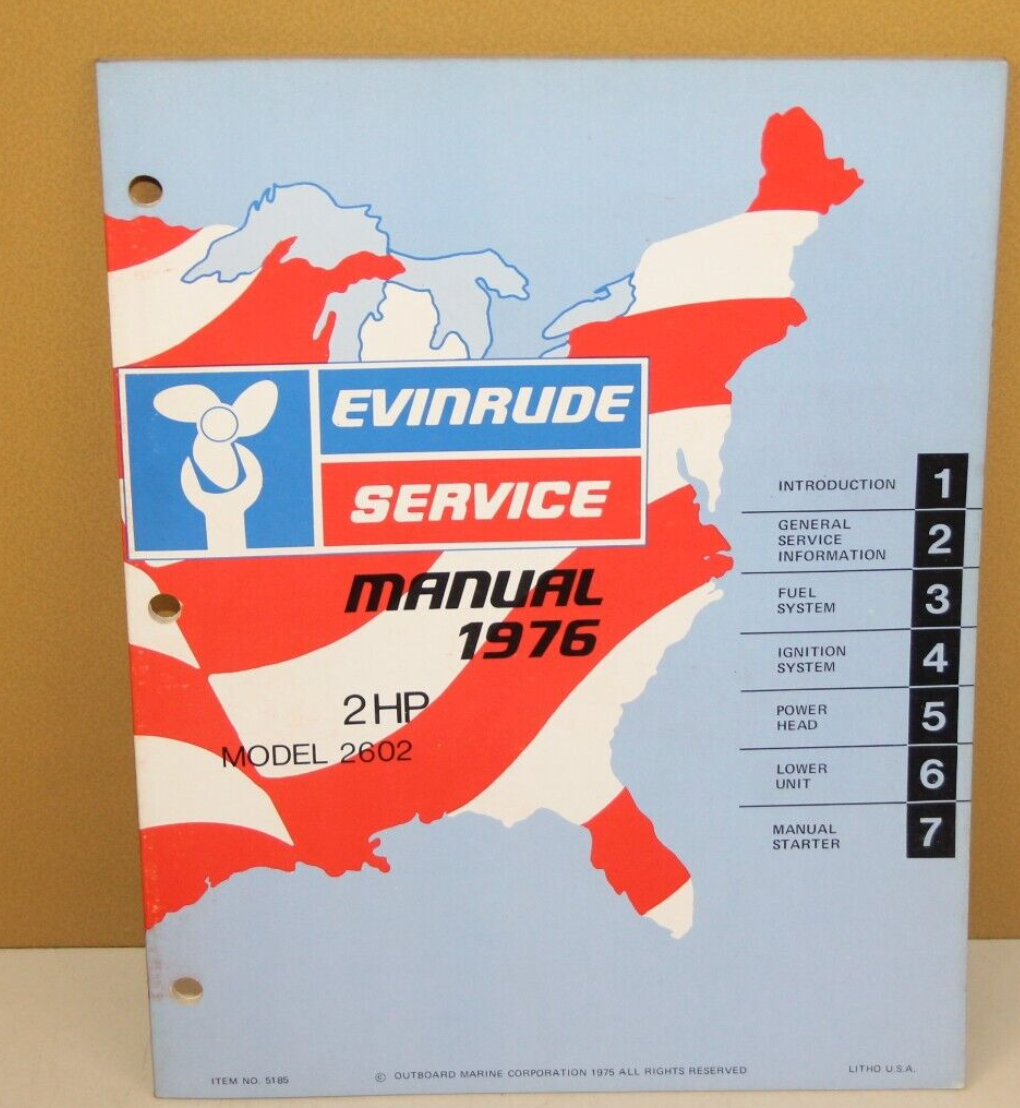 EVINRUDE
SERVICE
MANUAL
1976
2 HP
MODEL 2602
INTRODUCTION 1
GENERAL
SERVICE
INFORMATION 2
FUEL
SYSTEM 3
IGNITION
SYSTEM 4
POWER
HEAD 5
LOWER
UNIT 6
MANUAL
STARTER 7
ITEM NO. 5185
© OUTBOARD MARINE CORPORATION 1975 ALL RIGHTS RESERVED
LITHO U.S.A.